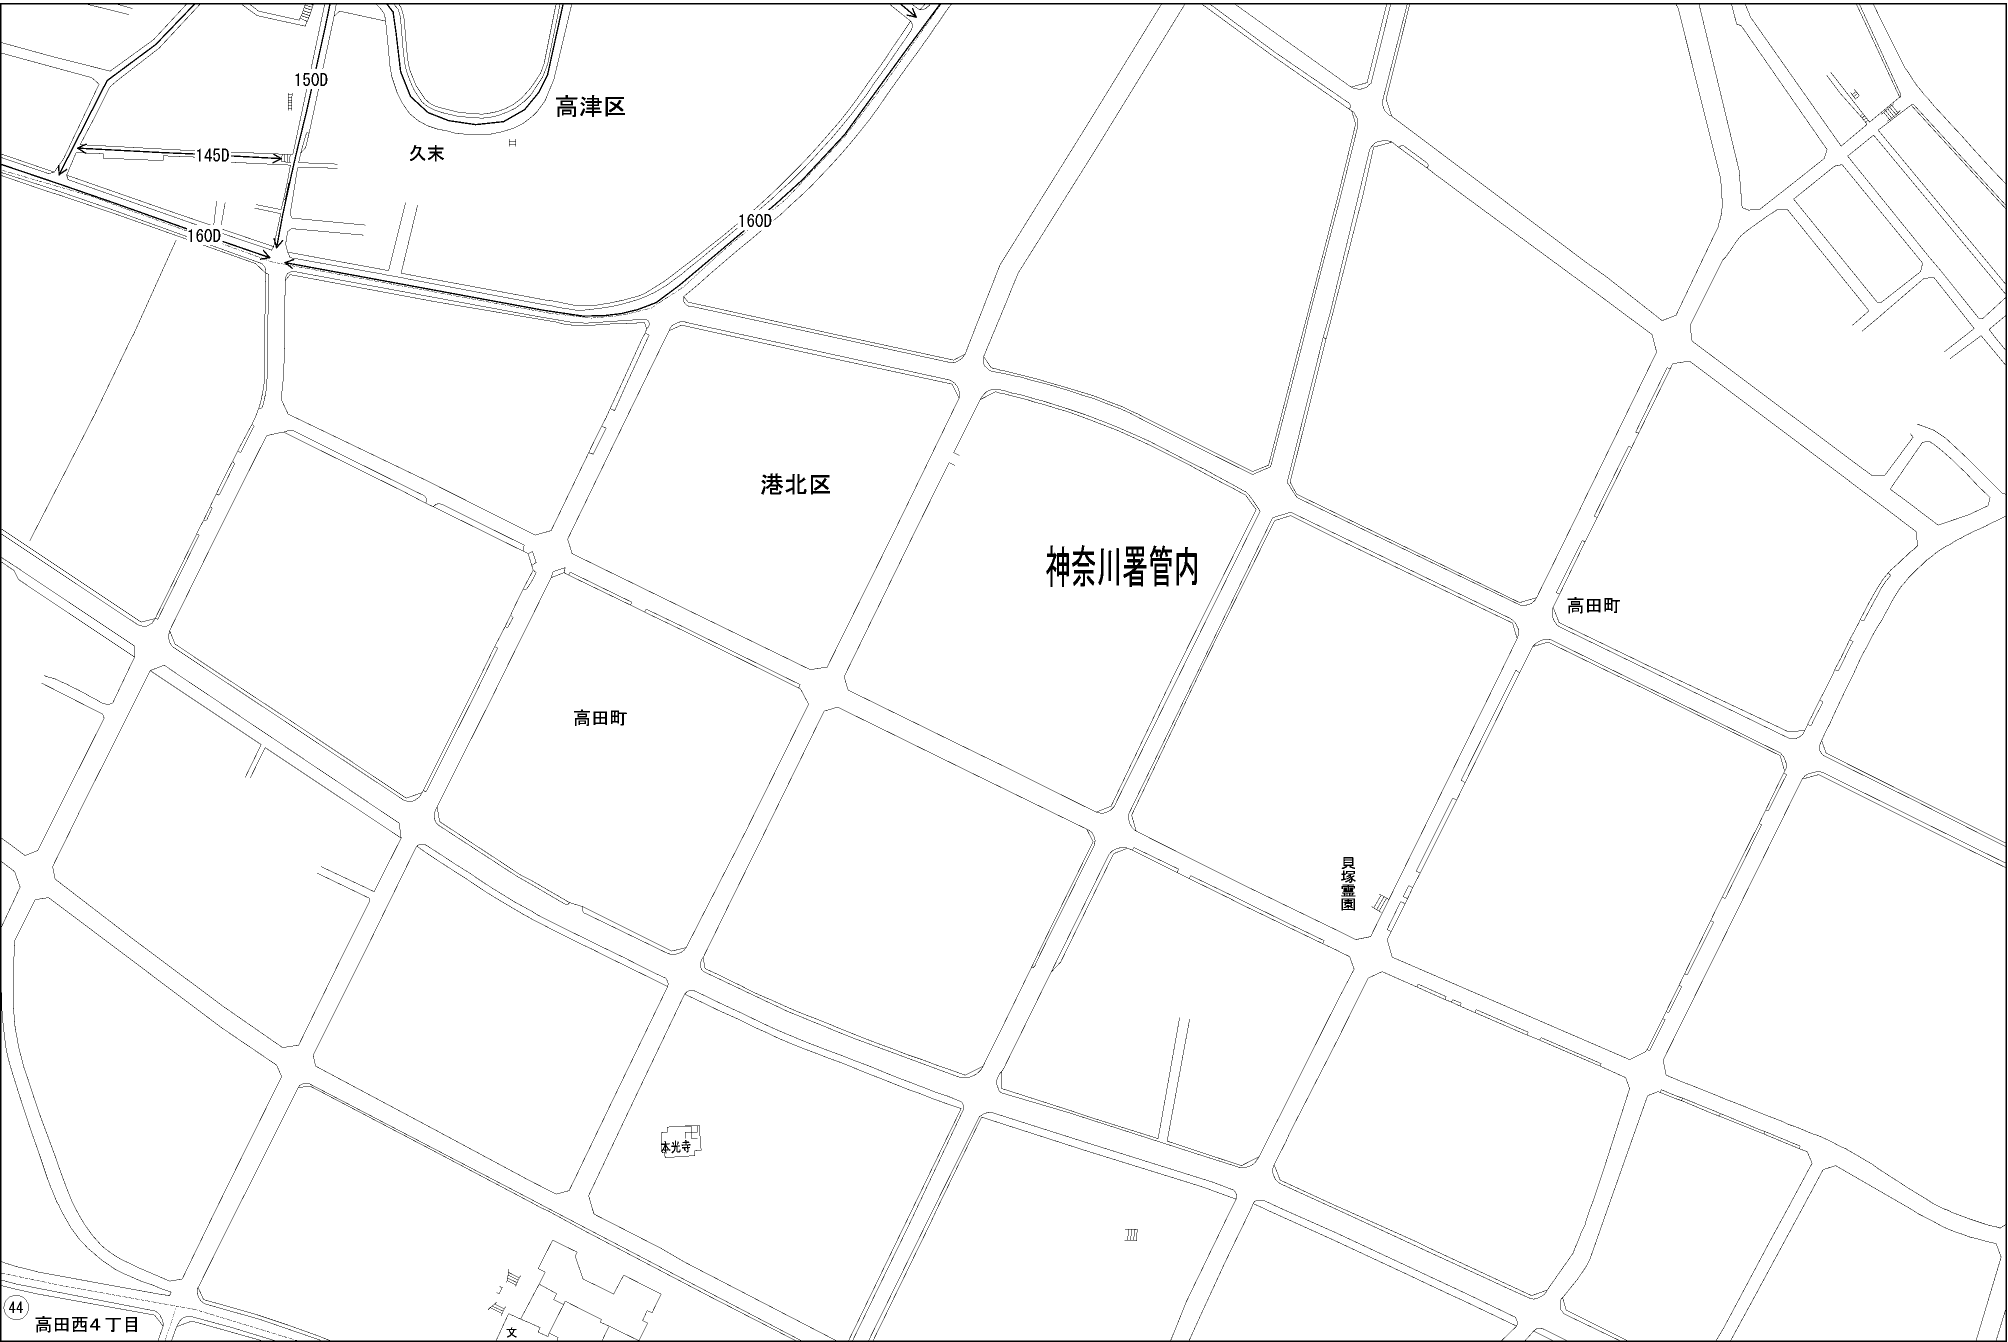 150D
高津区
久末
145D
160D
160D
港北区
神奈川署管内
高田町
高田町
貝塚霊園
本光寺
44
高田西4丁目
文